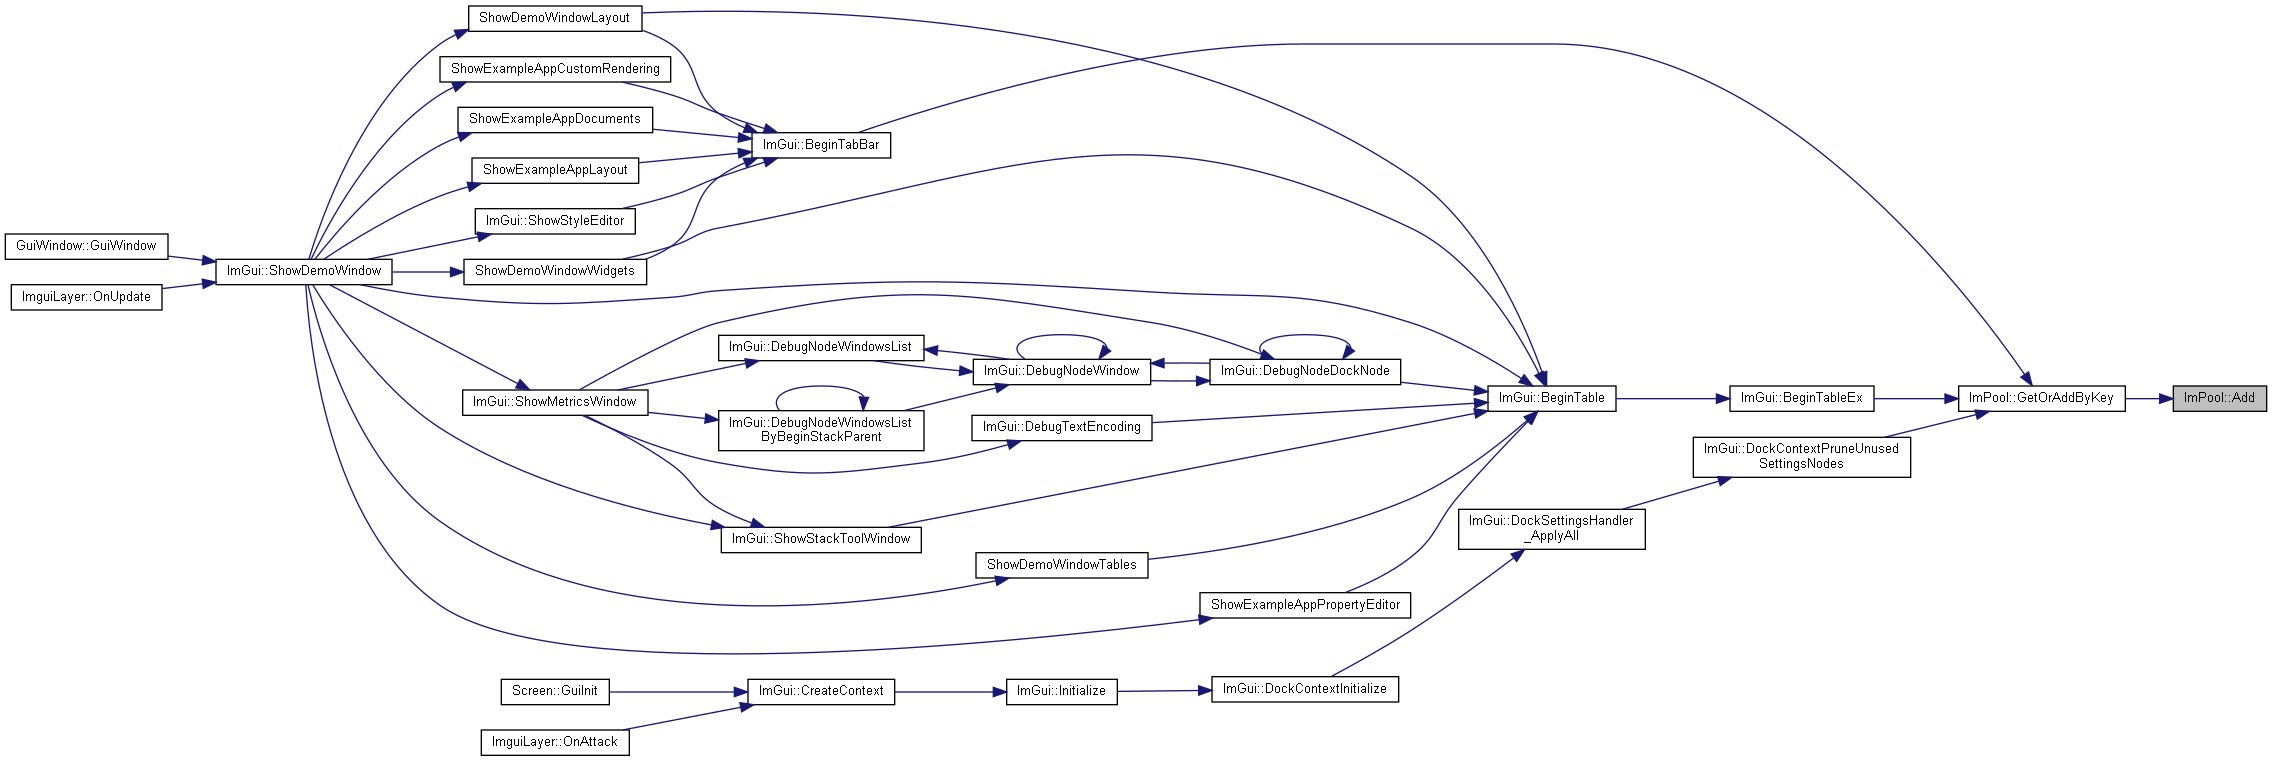 ShowDemoWindowLayout
ShowExampleAppCustomRendering
ShowExampleAppDocuments
ImGui::BeginTabBar
ShowExampleAppLayout
ImGui::ShowStyleEditor
GuiWindow::GuiWindow
ImGui::ShowDemoWindow
ShowDemoWindowWidgets
ImguiLayer::OnUpdate
ImGui::DebugNodeWindowsList
ImGui::DebugNodeWindow
ImGui::DebugNodeDockNode
ImGui::ShowMetricsWindow
ImGui::BeginTable
ImGui::BeginTableEx
ImPool::GetOrAddByKey
ImPool::Add
ImGui::DebugNodeWindowsList
ByBeginStackParent
ImGui::DebugTextEncoding
ImGui::DockContextPruneUnused
SettingsNodes
ImGui::DockSettingsHandler
_ApplyAll
ImGui::ShowStackToolWindow
ShowDemoWindowTables
ShowExampleAppPropertyEditor
Screen::GuiInit
ImGui::CreateContext
ImGui::Initialize
ImGui::DockContextInitialize
ImguiLayer::OnAttack